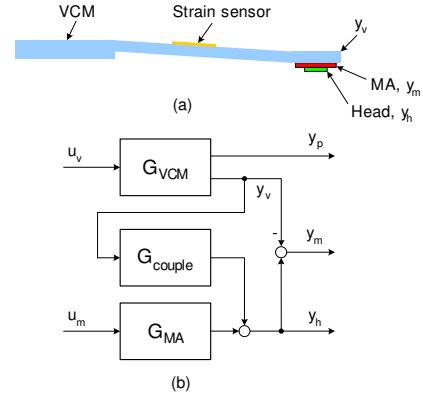 VCM
Strain sensor
y_v
MA, y_m
Head, y_h
(a)
u_v
G_VCM
y_p
y_v
G_couple
-
y_m
u_m
G_MA
y_h
(b)